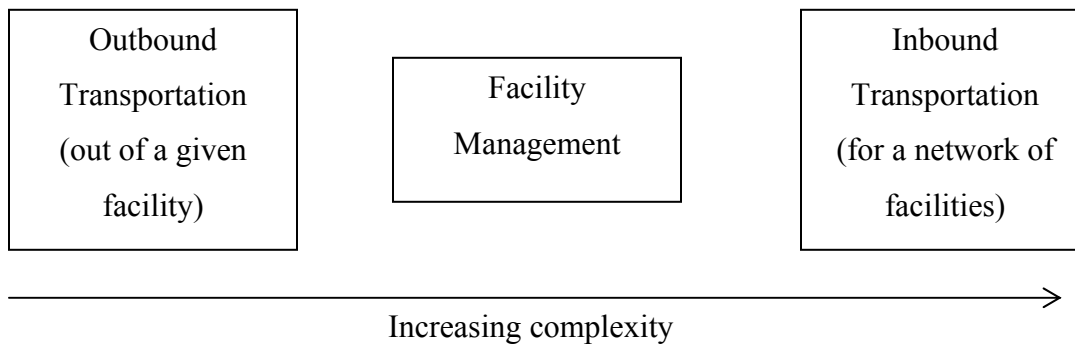 Outbound
Transportation
(out of a given
facility)
Facility
Management
Inbound
Transportation
(for a network of
facilities)
Increasing complexity